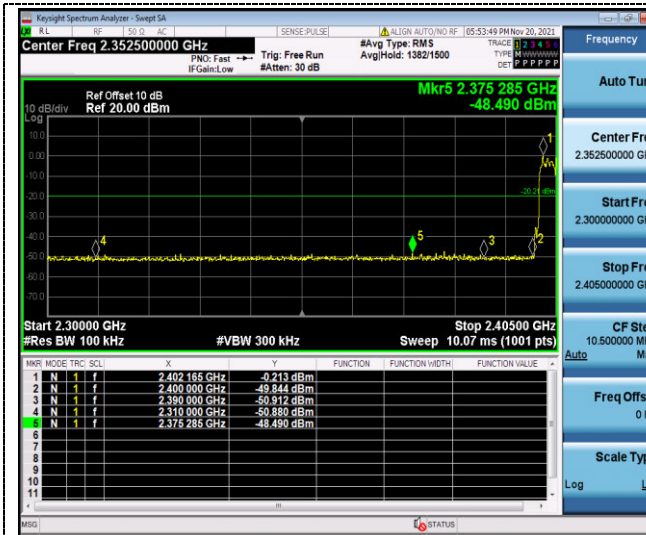 Keysight Spectrum Analyzer - Swept SA
RL RF 50 Ω AC SENSE:PULSE ALIGN AUTO/NO RF 05:53:49 PM Nov 20, 2021
Center Freq 2.352500000 GHz
PNO: Fast
IFGain:Low
Trig: Free Run
#Atten: 30 dB
#Avg Type: RMS
Avg|Hold: 1382/1500
TRACE 1 2 3 4 5 6
TYPE M W W W W W
DET P P P P P P
Mkr5 2.375 285 GHz
-48.490 dBm
Ref Offset 10 dB
10 dB/div Ref 20.00 dBm
Log
10.0
0.00
-10.0
-20.0
-20.21 dBm
-30.0
-40.0
-50.0
-60.0
-70.0
1
2
3
4
5
Start 2.30000 GHz Stop 2.40500 GHz
#Res BW 100 kHz #VBW 300 kHz Sweep 10.07 ms (1001 pts)
MKR MODE TRC SCL X Y FUNCTION FUNCTION WIDTH FUNCTION VALUE
1 N 1 f 2.402 165 GHz -0.213 dBm
2 N 1 f 2.400 000 GHz -49.844 dBm
3 N 1 f 2.390 000 GHz -50.912 dBm
4 N 1 f 2.310 000 GHz -50.880 dBm
5 N 1 f 2.375 285 GHz -48.490 dBm
6
7
8
9
10
11
MSG STATUS
Frequency
Auto Tun
Center Fre
2.352500000 G
Start Fre
2.300000000 G
Stop Fre
2.405000000 G
CF Ste
10.500000 M
Auto M
Freq Offs
0
Scale Typ
Log L